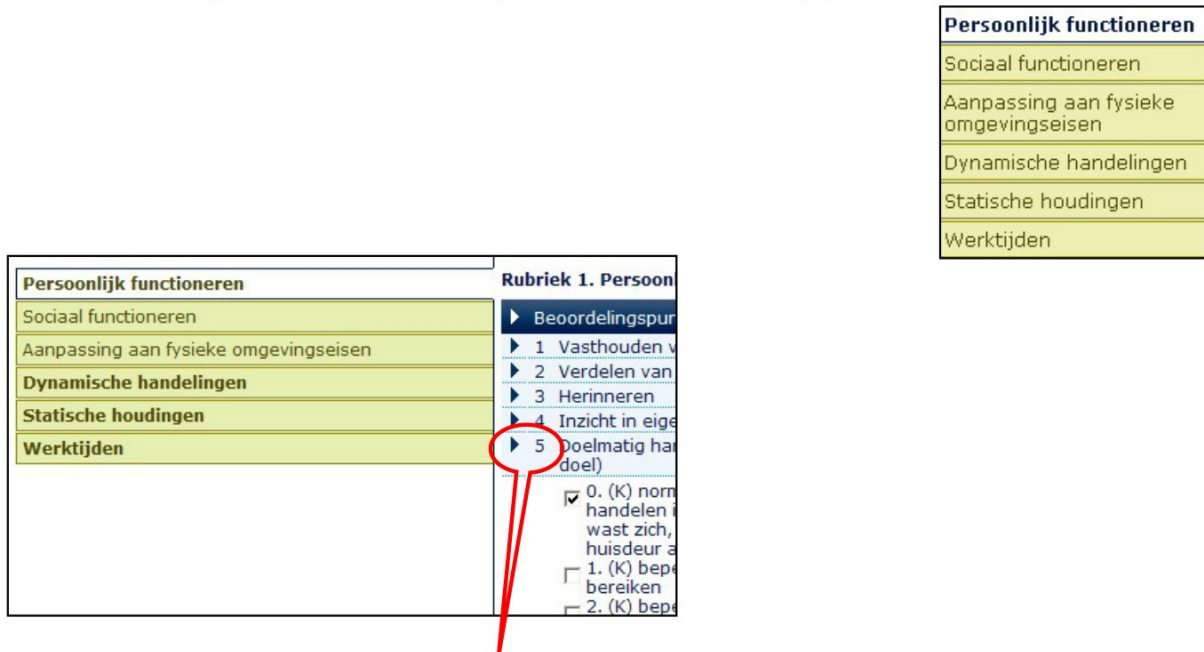 Persoonlijk functioneren
Sociaal functioneren
Aanpassing aan fysieke
omgevingseisen
Dynamische handelingen
Statische houdingen
Werktijden
Persoonlijk functioneren
Sociaal functioneren
Aanpassing aan fysieke omgevingseisen
Dynamische handelingen
Statische houdingen
Werktijden
Rubriek 1. Persoonl
Beoordelingspun
1 Vasthouden v
2 Verdelen van
3 Herinneren
4 Inzicht in eige
5 Doelmatig har
doel)
0. (K) norm
handelen i
wast zich,
huisdeur a
1. (K) bepe
bereiken
2. (K) bepe